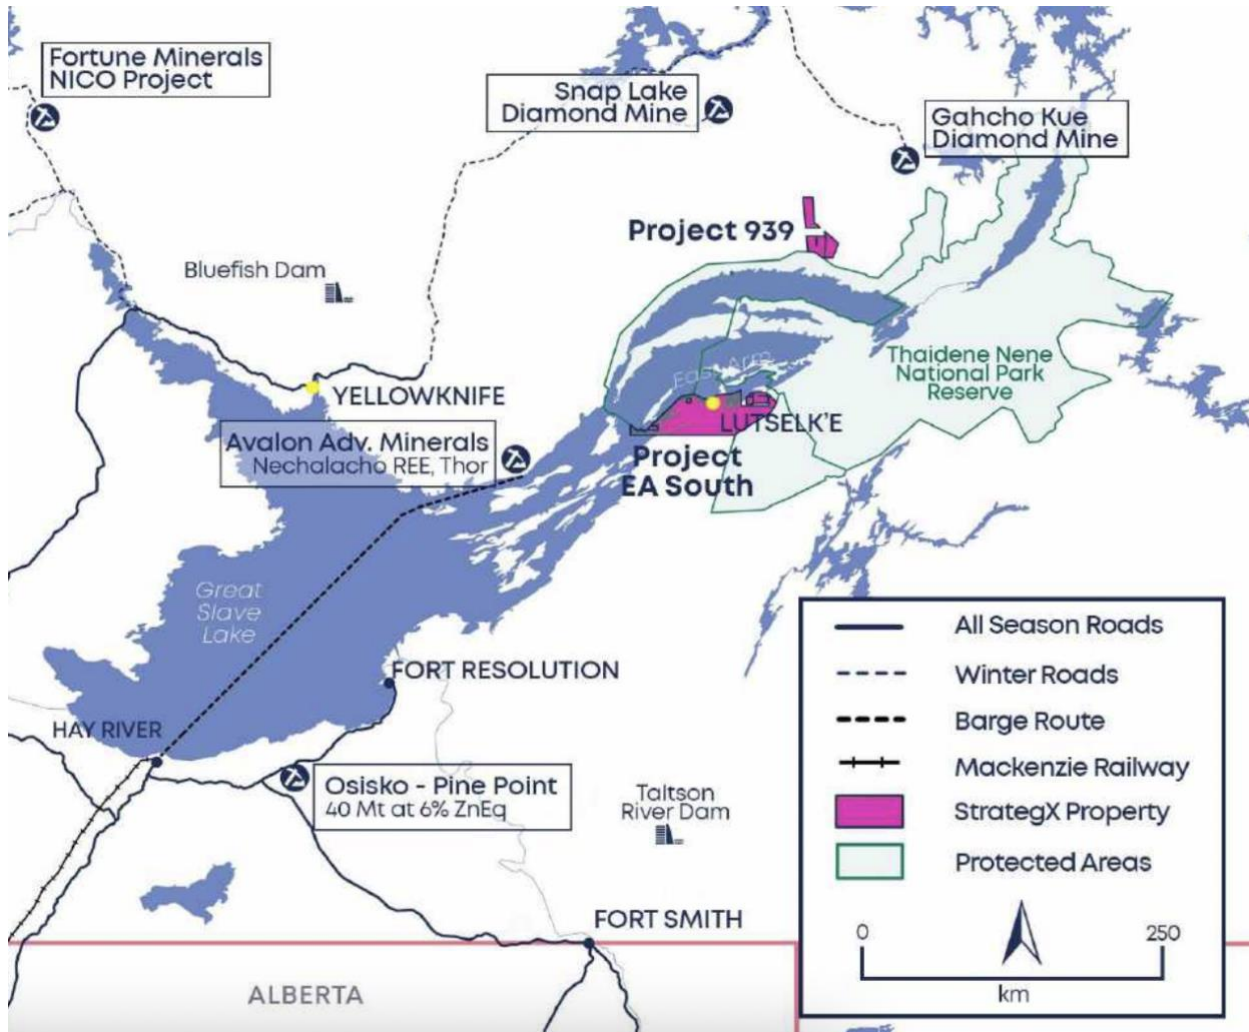 Fortune Minerals
NICO Project
Snap Lake
Diamond Mine
Gahcho Kue
Diamond Mine
Project 939
Bluefish Dam
Thaidene Nene
National Park
Reserve
East Arm
YELLOWKNIFE
LUTSELK'E
Avalon Adv. Minerals
Nechalacho REE, Thor
Project
EA South
Great
Slave
Lake
FORT RESOLUTION
HAY RIVER
Osisko - Pine Point
40 Mt at 6% ZnEq
Taltson
River Dam
FORT SMITH
ALBERTA
All Season Roads
Winter Roads
Barge Route
Mackenzie Railway
StrategX Property
Protected Areas
0 250
km